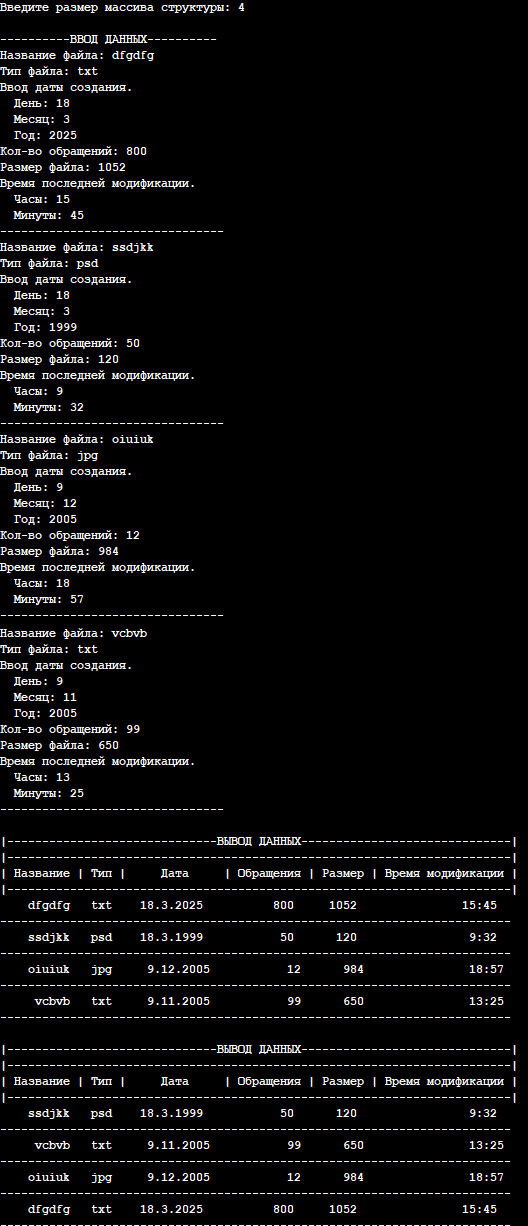 Введите размер массива структуры: 4
----------ВВОД ДАННЫХ----------
Название файла: dfgdfg
Тип файла: txt
Ввод даты создания.
  День: 18
  Месяц: 3
  Год: 2025
Кол-во обращений: 800
Размер файла: 1052
Время последней модификации.
  Часы: 15
  Минуты: 45
--------------------------------
Название файла: ssdjkk
Тип файла: psd
Ввод даты создания.
  День: 18
  Месяц: 3
  Год: 1999
Кол-во обращений: 50
Размер файла: 120
Время последней модификации.
  Часы: 9
  Минуты: 32
--------------------------------
Название файла: oiuiuk
Тип файла: jpg
Ввод даты создания.
  День: 9
  Месяц: 12
  Год: 2005
Кол-во обращений: 12
Размер файла: 984
Время последней модификации.
  Часы: 18
  Минуты: 57
--------------------------------
Название файла: vcbvb
Тип файла: txt
Ввод даты создания.
  День: 9
  Месяц: 11
  Год: 2005
Кол-во обращений: 99
Размер файла: 650
Время последней модификации.
  Часы: 13
  Минуты: 25
--------------------------------
|------------------------------ВЫВОД ДАННЫХ------------------------------|
|------------------------------------------------------------------------|
| Название | Тип |     Дата     | Обращения | Размер | Время модификации |
|------------------------------------------------------------------------|
    dfgdfg   txt    18.3.2025          800     1052               15:45
-------------------------------------------------------------------------
    ssdjkk   psd    18.3.1999           50      120                9:32
-------------------------------------------------------------------------
    oiuiuk   jpg     9.12.2005           12       984               18:57
-------------------------------------------------------------------------
     vcbvb   txt     9.11.2005           99       650               13:25
-------------------------------------------------------------------------
|------------------------------ВЫВОД ДАННЫХ------------------------------|
|------------------------------------------------------------------------|
| Название | Тип |     Дата     | Обращения | Размер | Время модификации |
|------------------------------------------------------------------------|
    ssdjkk   psd    18.3.1999           50      120                9:32
-------------------------------------------------------------------------
     vcbvb   txt     9.11.2005           99       650               13:25
-------------------------------------------------------------------------
    oiuiuk   jpg     9.12.2005           12       984               18:57
-------------------------------------------------------------------------
    dfgdfg   txt    18.3.2025          800     1052               15:45
-------------------------------------------------------------------------